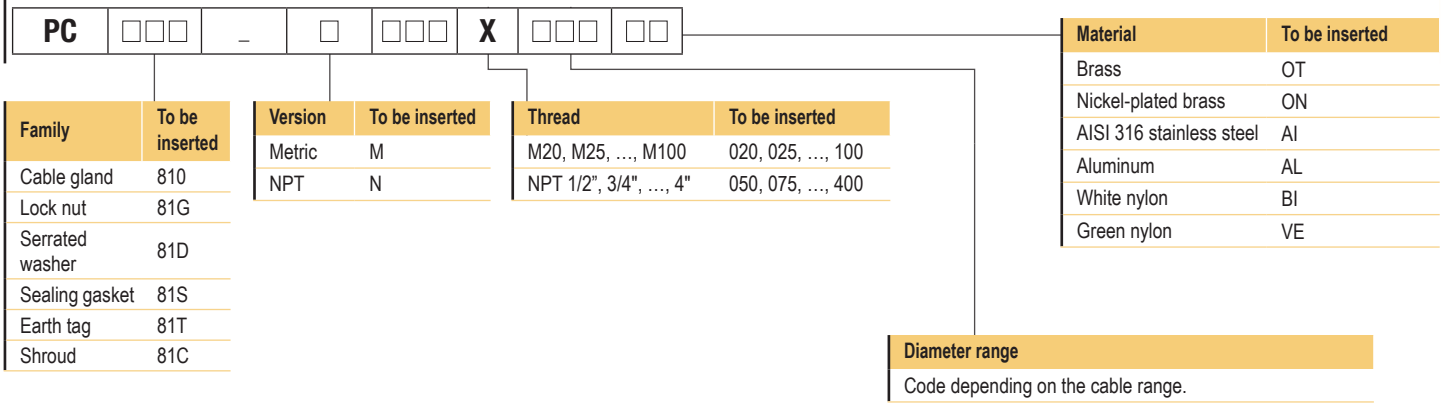 PC □□□ _ □ □□□ X □□□ □□
Family To be inserted
Cable gland 810
Lock nut 81G
Serrated washer 81D
Sealing gasket 81S
Earth tag 81T
Shroud 81C
Version To be inserted
Metric M
NPT N
Thread To be inserted
M20, M25, …, M100 020, 025, …, 100
NPT 1/2”, 3/4", …, 4" 050, 075, …, 400
Material To be inserted
Brass OT
Nickel-plated brass ON
AISI 316 stainless steel AI
Aluminum AL
White nylon BI
Green nylon VE
Diameter range
Code depending on the cable range.